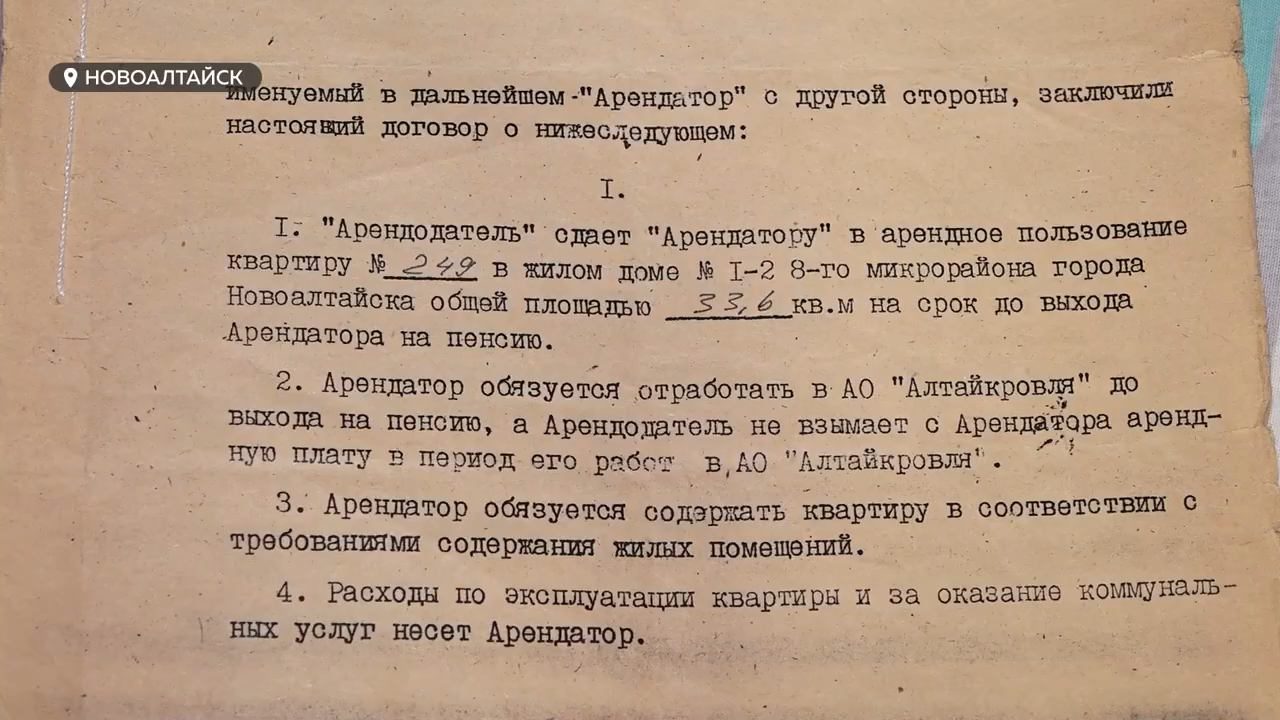 НОВОАЛТАЙСК
именуемый в дальнейшем -"Арендатор" с другой стороны, заключили
настоящий договор о нижеследующем:
I.
I. "Арендодатель" сдает "Арендатору" в арендное пользование
квартиру № 249 в жилом доме № I-2 8-го микрорайона города
Новоалтайска общей площадью 33,6 кв.м на срок до выхода
Арендатора на пенсию.
2. Арендатор обязуется отработать в АО "Алтайкровля" до
выхода на пенсию, а Арендодатель не взымает с Арендатора аренд-
ную плату в период его работ в АО "Алтайкровля".
3. Арендатор обязуется содержать квартиру в соответствии с
требованиями содержания жилых помещений.
4. Расходы по эксплуатации квартиры и за оказание коммуналь-
ных услуг несет Арендатор.